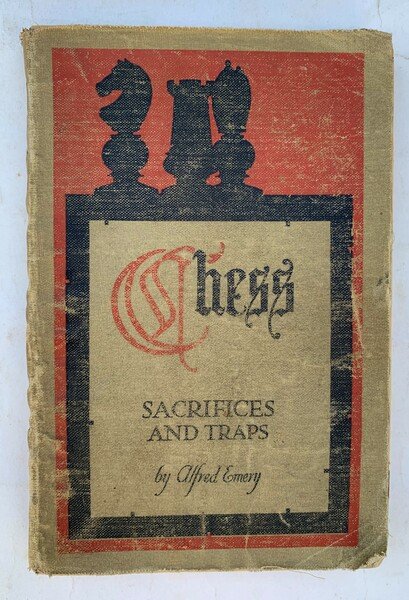 Chess
SACRIFICES
AND TRAPS
by Alfred Emery